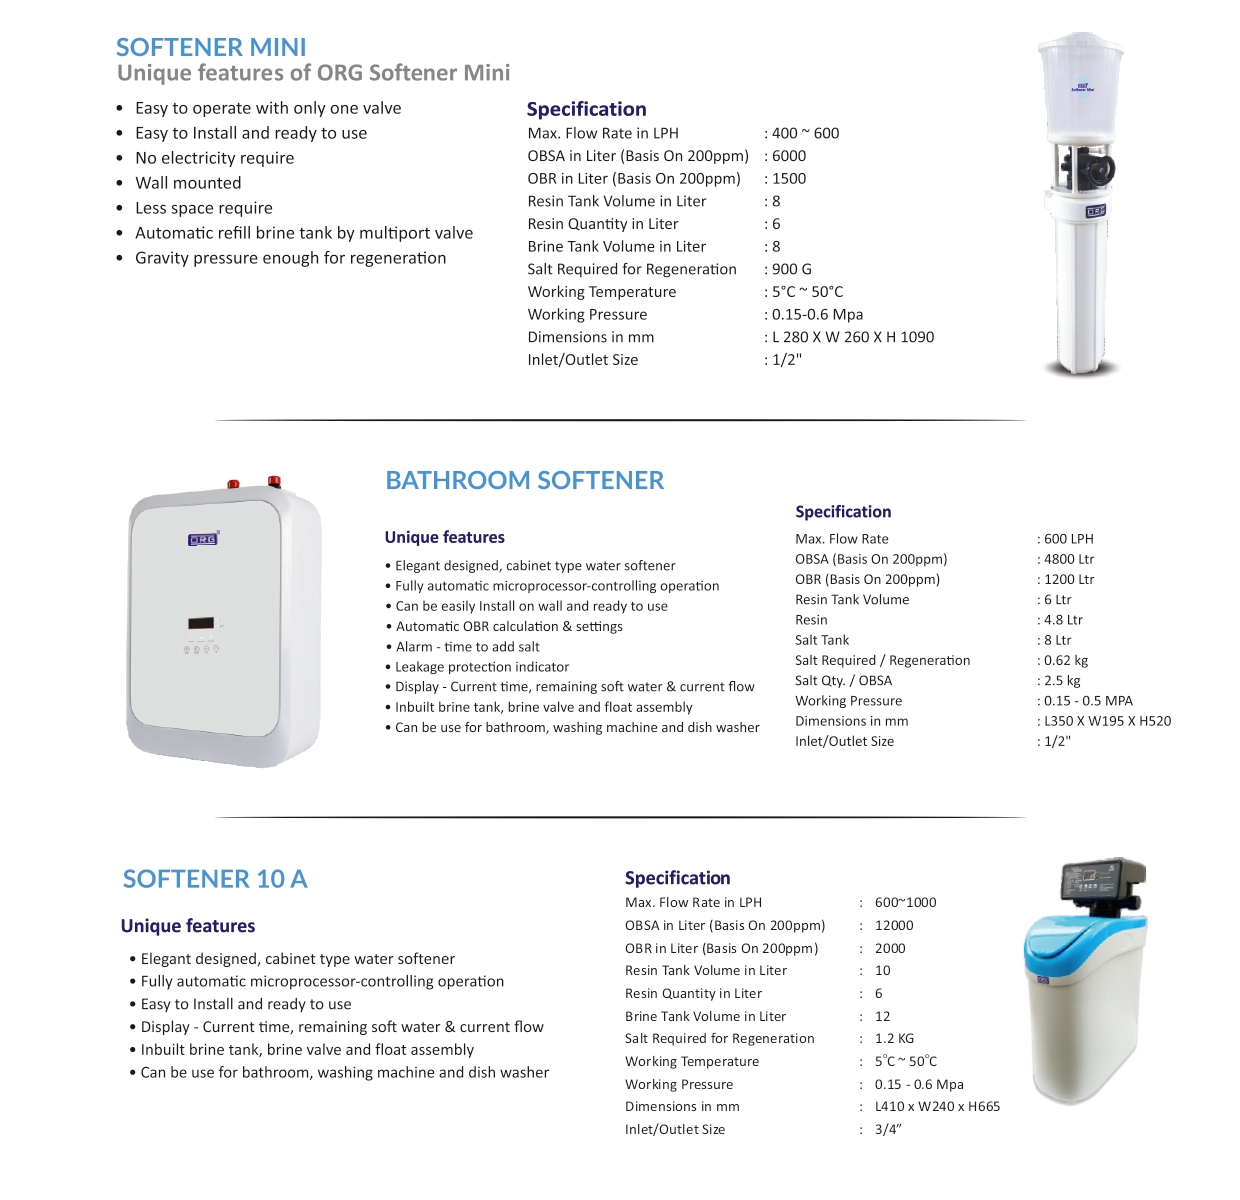 SOFTENER MINI
Unique features of ORG Softener Mini
• Easy to operate with only one valve
• Easy to Install and ready to use
• No electricity require
• Wall mounted
• Less space require
• Automatic refill brine tank by multiport valve
• Gravity pressure enough for regeneration
Specification
Max. Flow Rate in LPH : 400 ~ 600
OBSA in Liter (Basis On 200ppm) : 6000
OBR in Liter (Basis On 200ppm) : 1500
Resin Tank Volume in Liter : 8
Resin Quantity in Liter : 6
Brine Tank Volume in Liter : 8
Salt Required for Regeneration : 900 G
Working Temperature : 5°C ~ 50°C
Working Pressure : 0.15-0.6 Mpa
Dimensions in mm : L 280 X W 260 X H 1090
Inlet/Outlet Size : 1/2"
Softener Mini
ORG
ORG
BATHROOM SOFTENER
Unique features
• Elegant designed, cabinet type water softener
• Fully automatic microprocessor-controlling operation
• Can be easily Install on wall and ready to use
• Automatic OBR calculation & settings
• Alarm - time to add salt
• Leakage protection indicator
• Display - Current time, remaining soft water & current flow
• Inbuilt brine tank, brine valve and float assembly
• Can be use for bathroom, washing machine and dish washer
Specification
Max. Flow Rate : 600 LPH
OBSA (Basis On 200ppm) : 4800 Ltr
OBR (Basis On 200ppm) : 1200 Ltr
Resin Tank Volume : 6 Ltr
Resin : 4.8 Ltr
Salt Tank : 8 Ltr
Salt Required / Regeneration : 0.62 kg
Salt Qty. / OBSA : 2.5 kg
Working Pressure : 0.15 - 0.5 MPA
Dimensions in mm : L350 X W195 X H520
Inlet/Outlet Size : 1/2"
SOFTENER 10 A
Unique features
• Elegant designed, cabinet type water softener
• Fully automatic microprocessor-controlling operation
• Easy to Install and ready to use
• Display - Current time, remaining soft water & current flow
• Inbuilt brine tank, brine valve and float assembly
• Can be use for bathroom, washing machine and dish washer
Specification
Max. Flow Rate in LPH : 600~1000
OBSA in Liter (Basis On 200ppm) : 12000
OBR in Liter (Basis On 200ppm) : 2000
Resin Tank Volume in Liter : 10
Resin Quantity in Liter : 6
Brine Tank Volume in Liter : 12
Salt Required for Regeneration : 1.2 KG
Working Temperature : 5°C ~ 50°C
Working Pressure : 0.15 - 0.6 Mpa
Dimensions in mm : L410 x W240 x H665
Inlet/Outlet Size : 3/4”